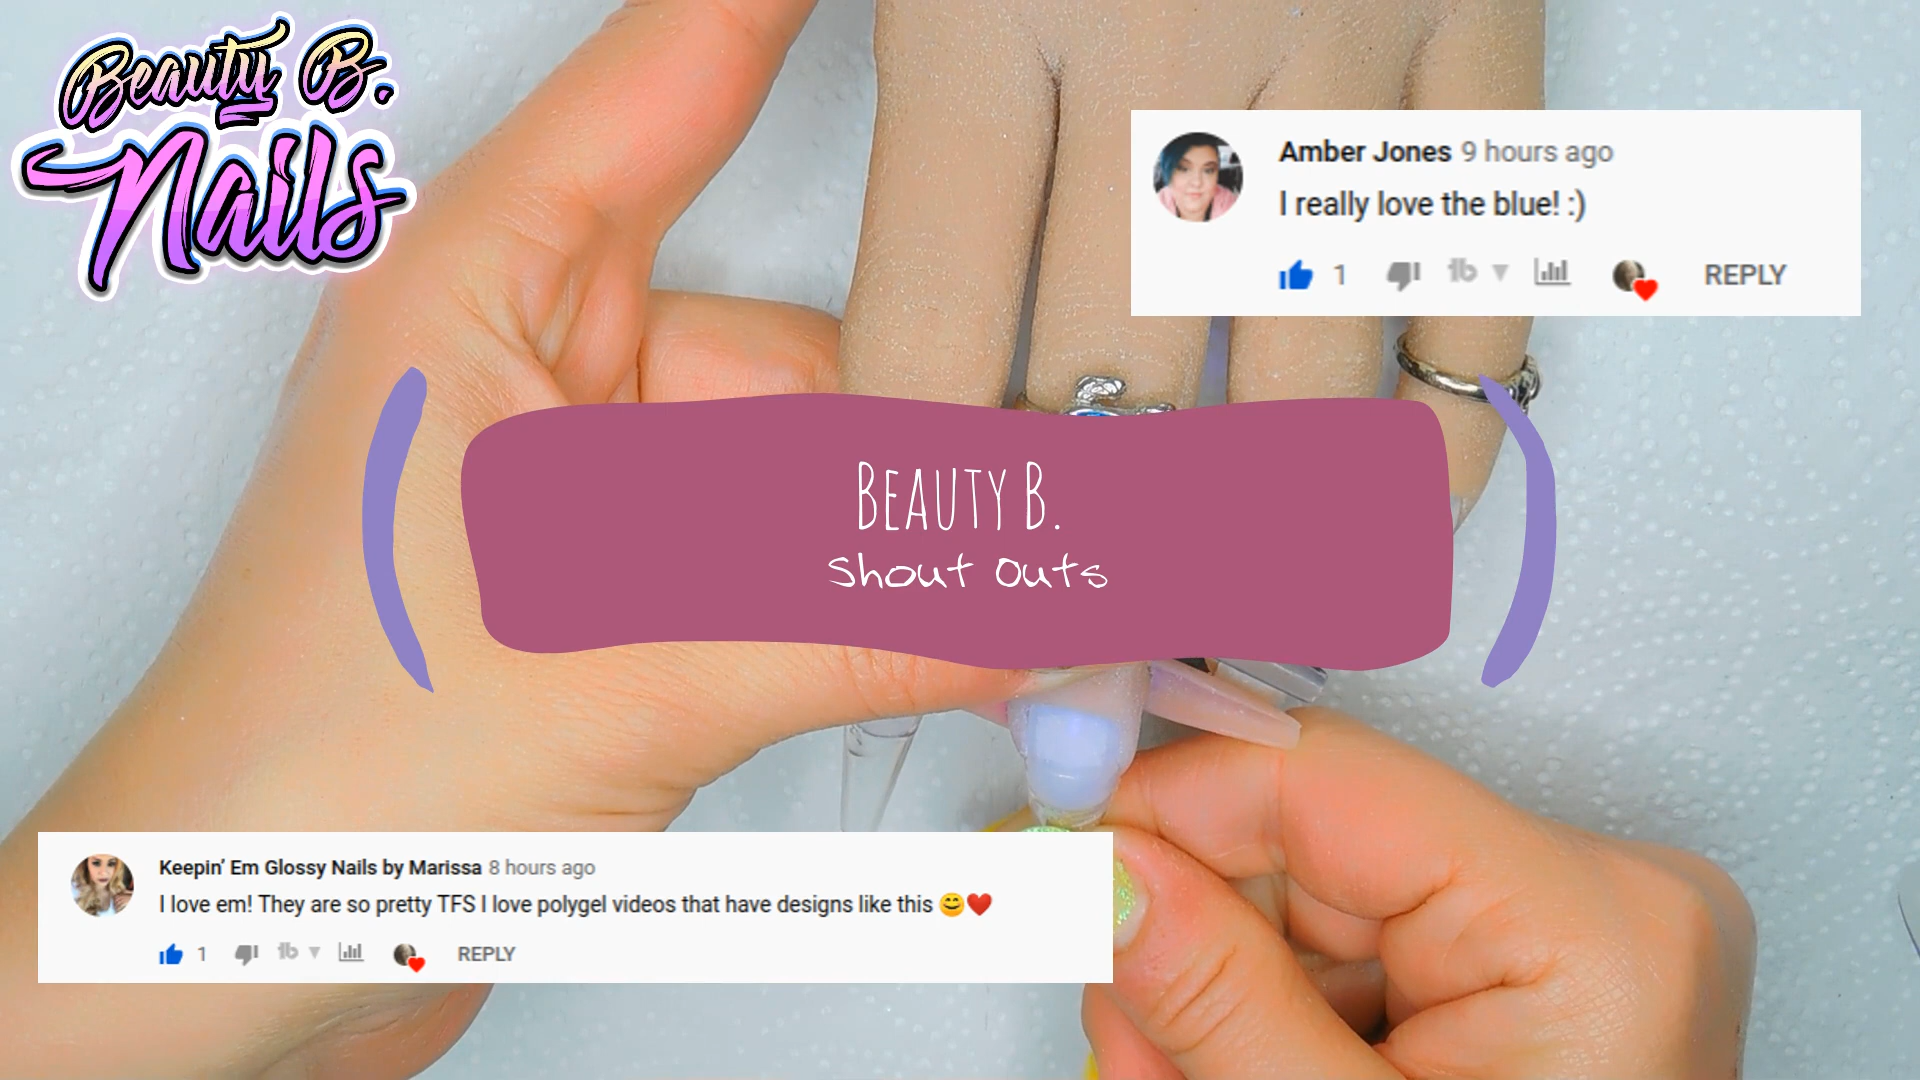 Beauty B.
Nails
Amber Jones 9 hours ago
I really love the blue! :)
1
REPLY
BEAUTY B.
Shout Outs
Keepin' Em Glossy Nails by Marissa 8 hours ago
I love em! They are so pretty TFS I love polygel videos that have designs like this 😊❤️
1
REPLY